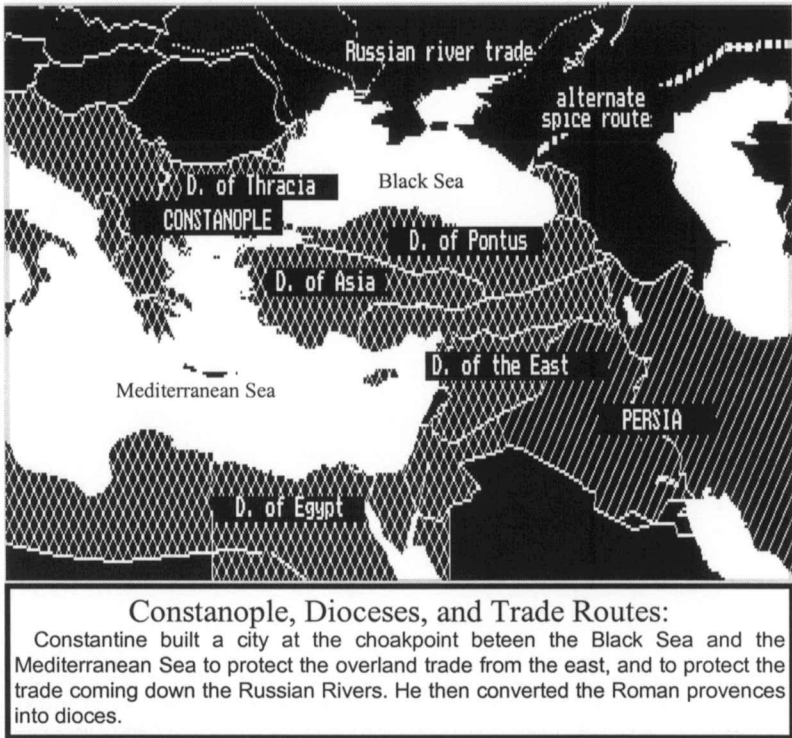 Russian river trade
alternate
spice route
D. of Thracia
Black Sea
CONSTANOPLE
D. of Pontus
D. of Asia
D. of the East
Mediterranean Sea
PERSIA
D. of Egypt
Constanople, Dioceses, and Trade Routes:
Constantine built a city at the choakpoint beteen the Black Sea and the
Mediterranean Sea to protect the overland trade from the east, and to protect the
trade coming down the Russian Rivers. He then converted the Roman provences
into dioces.